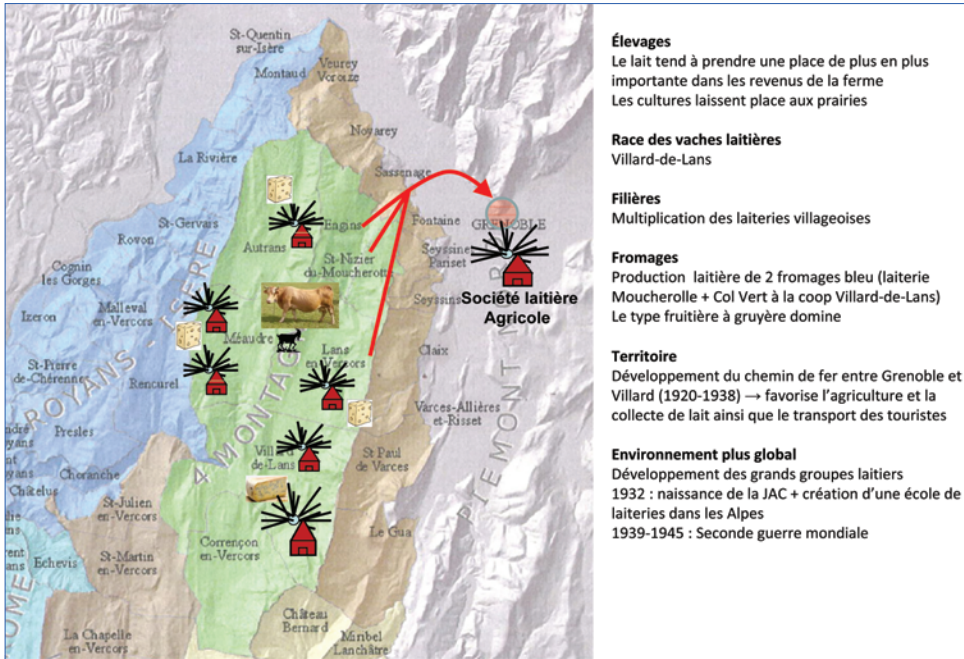 St-Quentin
sur-Isère
Montaud
Veurey
Voroize
Noyarey
La Rivière
Sassenage
St-Gervais
Engins
Fontaine
GRENOBLE
Rovon
Autrans
Cognin
les Gorges
St-Nizier
du-Moucherotte
Seyssinet
Pariset
Malleval
en-Vercors
Izeron
Seyssins
Société laitière
Agricole
Méaudre
Lans
en-Vercors
Claix
St-Pierre
de-Chérennes
Rencurel
Varces-Allières
et-Risset
Presles
ROYANS - ISÈRE
4 MONTAG
PIEMONT NORD
Choranche
Châtelus
Villard
de-Lans
St Paul
de Varces
St-Julien
en-Vercors
Le Gua
Corrençon
en-Vercors
Echevis
St-Martin
en-Vercors
Château
Bernard
La Chapelle
en-Vercors
Miribel
Lanchâtre
Élevages
Le lait tend à prendre une place de plus en plus
importante dans les revenus de la ferme
Les cultures laissent place aux prairies
Race des vaches laitières
Villard-de-Lans
Filières
Multiplication des laiteries villageoises
Fromages
Production laitière de 2 fromages bleu (laiterie
Moucherolle + Col Vert à la coop Villard-de-Lans)
Le type fruitière à gruyère domine
Territoire
Développement du chemin de fer entre Grenoble et
Villard (1920-1938) → favorise l'agriculture et la
collecte de lait ainsi que le transport des touristes
Environnement plus global
Développement des grands groupes laitiers
1932 : naissance de la JAC + création d'une école de
laiteries dans les Alpes
1939-1945 : Seconde guerre mondiale